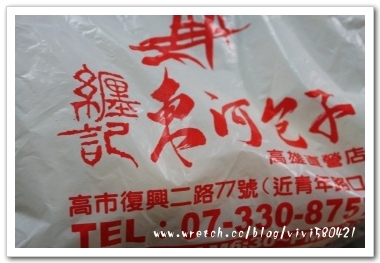 纏記
東河包子
高雄直營店
高市復興二路77號(近青年路口
TEL:07-330-875
www.wretch.cc/blog/vivi580421